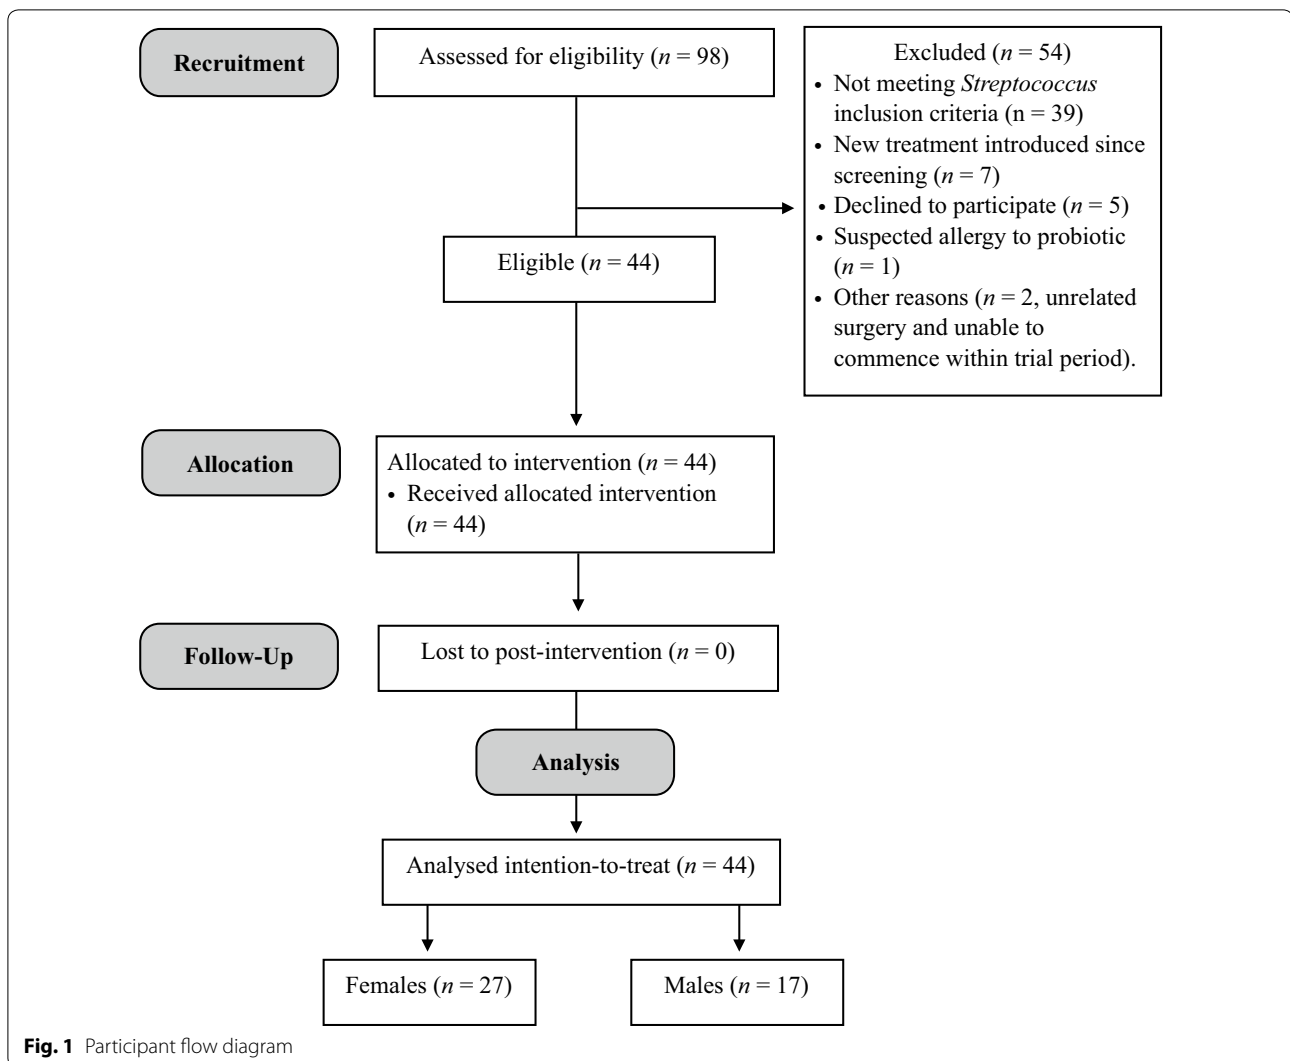 Recruitment
Assessed for eligibility (n = 98)
Excluded (n = 54)
• Not meeting Streptococcus
inclusion criteria (n = 39)
• New treatment introduced since
screening (n = 7)
• Declined to participate (n = 5)
• Suspected allergy to probiotic
(n = 1)
• Other reasons (n = 2, unrelated
surgery and unable to
commence within trial period).
Eligible (n = 44)
Allocation
Allocated to intervention (n = 44)
• Received allocated intervention
(n = 44)
Follow-Up
Lost to post-intervention (n = 0)
Analysis
Analysed intention-to-treat (n = 44)
Females (n = 27)
Males (n = 17)
Fig. 1 Participant flow diagram